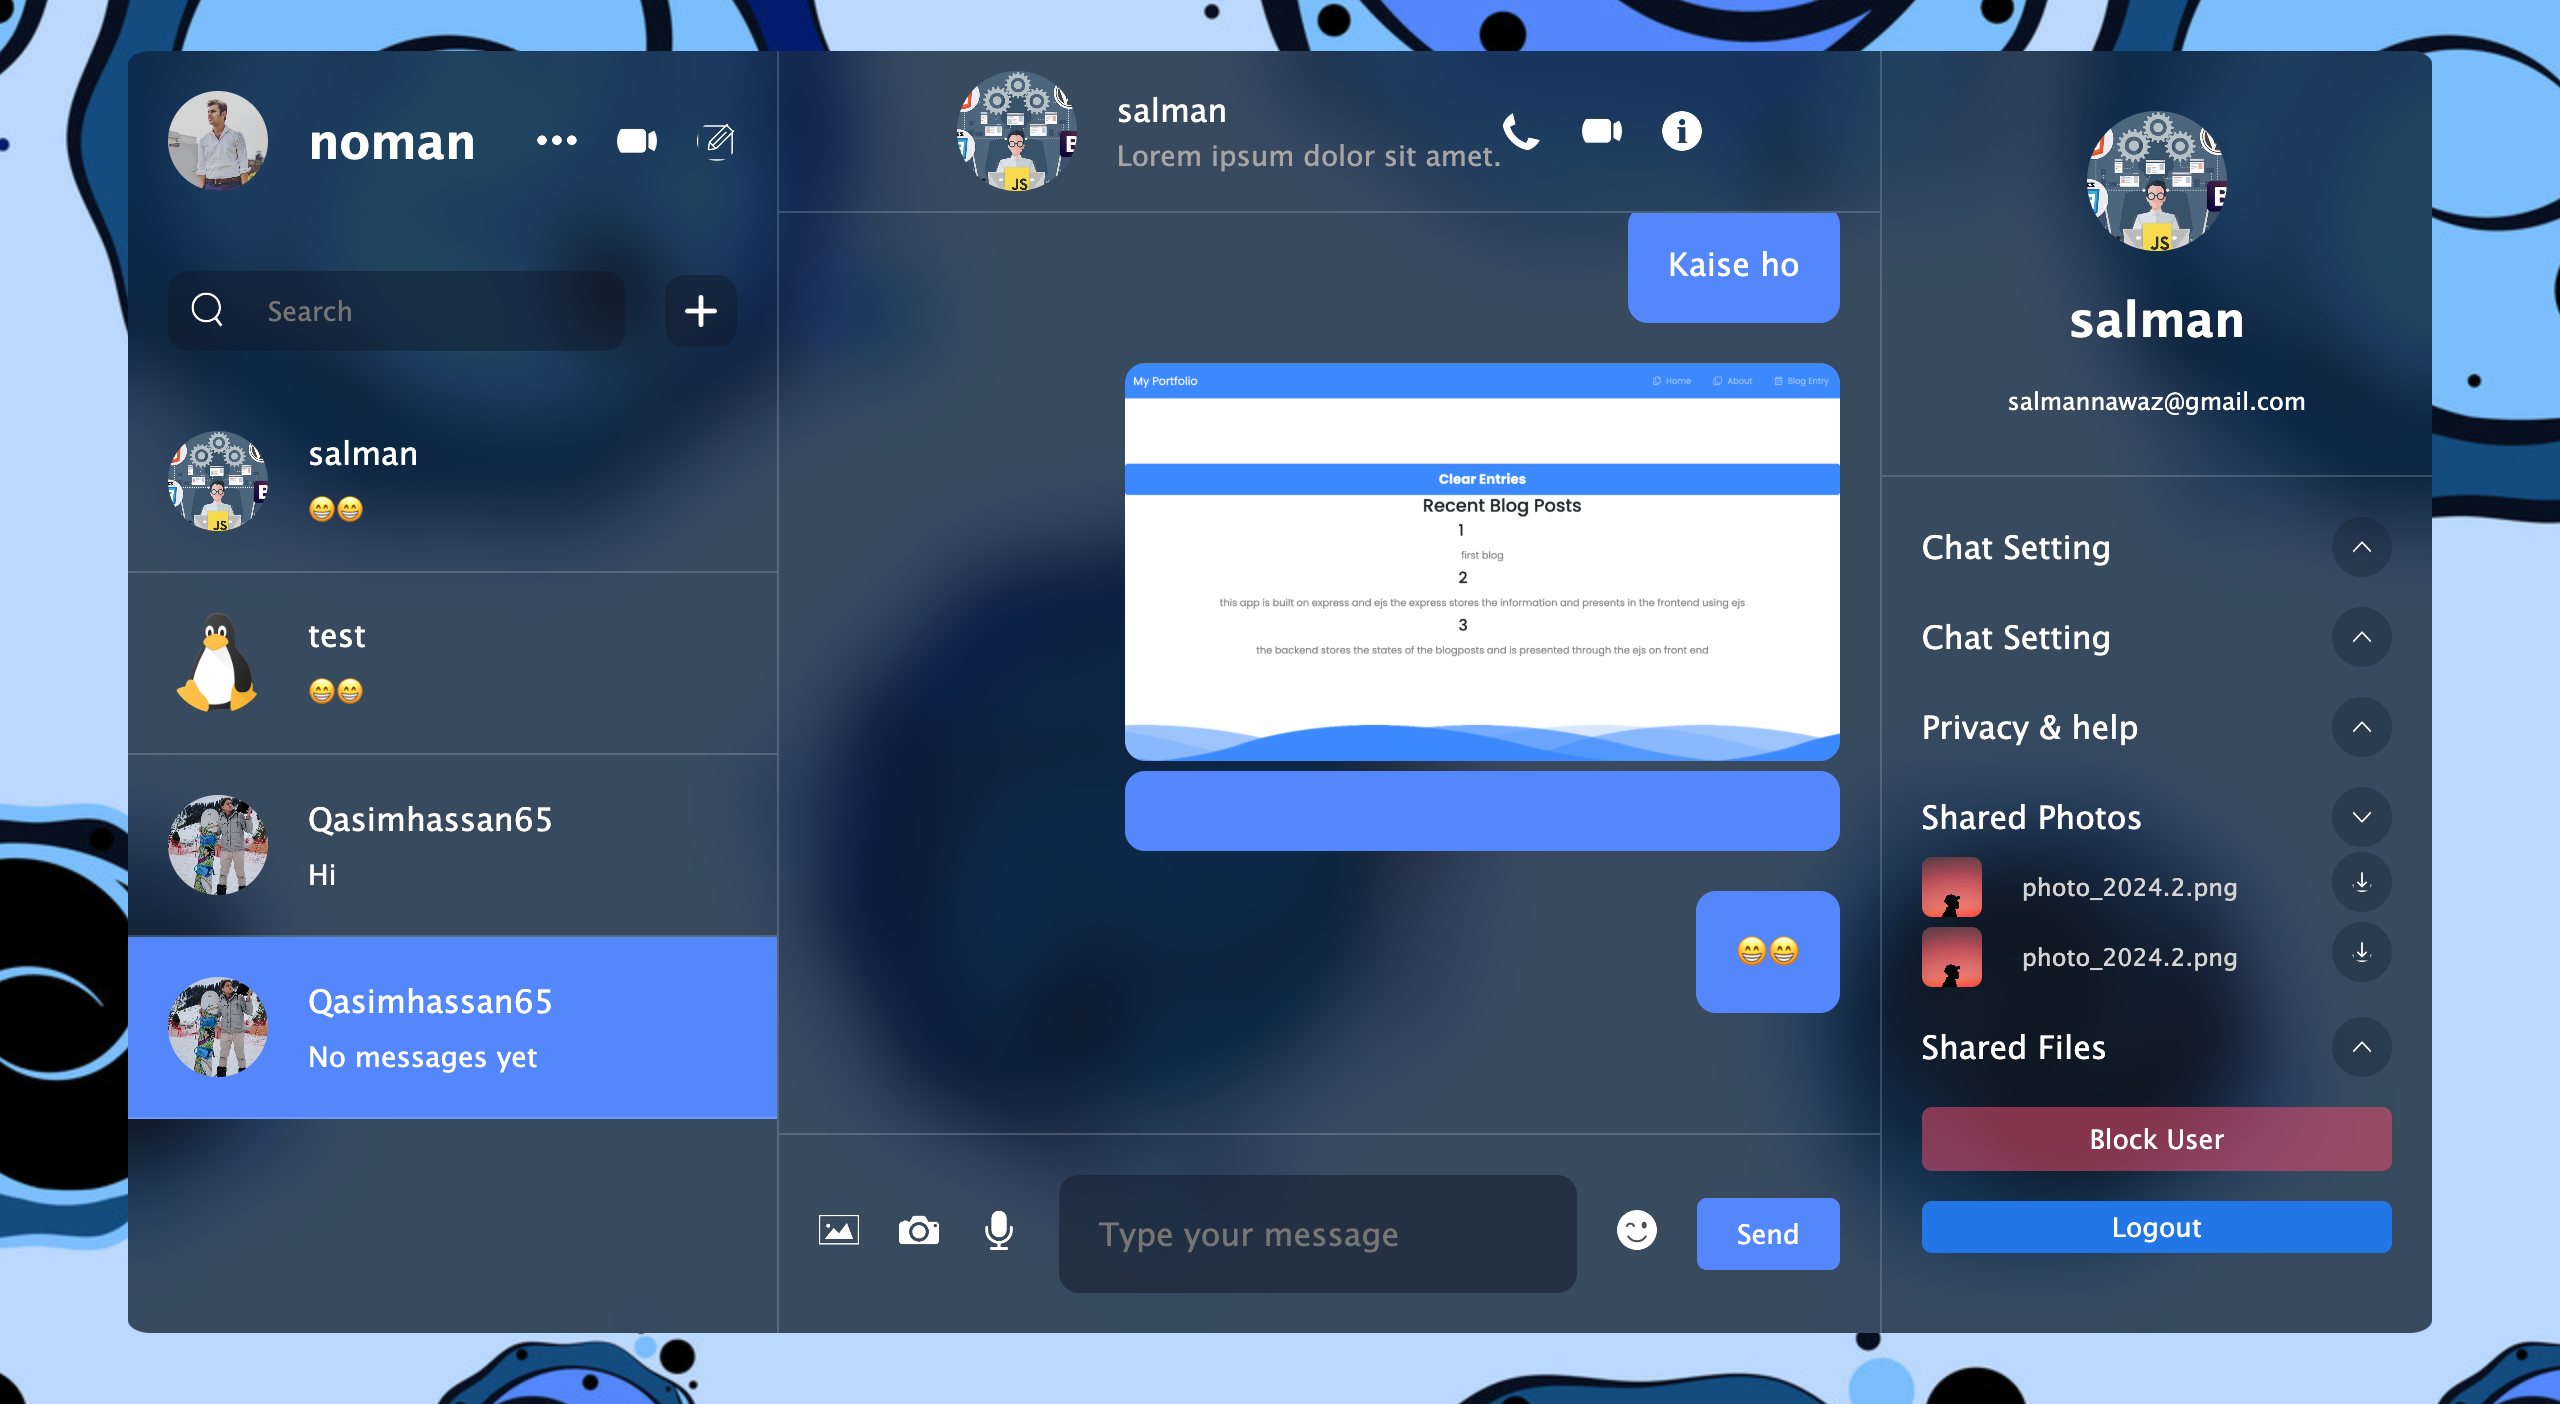 noman
Search
salman
😁😁
test
😁😁
Qasimhassan65
Hi
Qasimhassan65
No messages yet
salman
Lorem ipsum dolor sit amet.
Kaise ho
My Portfolio
Home
About
Blog Entry
Clear Entries
Recent Blog Posts
1
first blog
2
this app is built on express and ejs the express stores the information and presents in the frontend using ejs
3
the backend stores the states of the blogposts and is presented through the ejs on front end
😁😁
Type your message
Send
salman
salmannawaz@gmail.com
Chat Setting
Chat Setting
Privacy & help
Shared Photos
photo_2024.2.png
photo_2024.2.png
Shared Files
Block User
Logout
JS
JS
JS